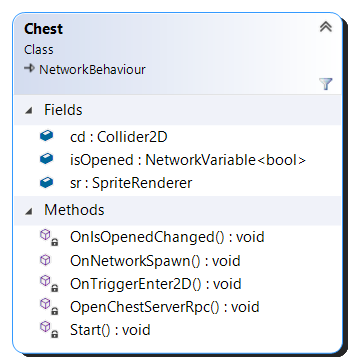 Chest
Class
NetworkBehaviour
Fields
cd : Collider2D
isOpened : NetworkVariable<bool>
sr : SpriteRenderer
Methods
OnIsOpenedChanged() : void
OnNetworkSpawn() : void
OnTriggerEnter2D() : void
OpenChestServerRpc() : void
Start() : void